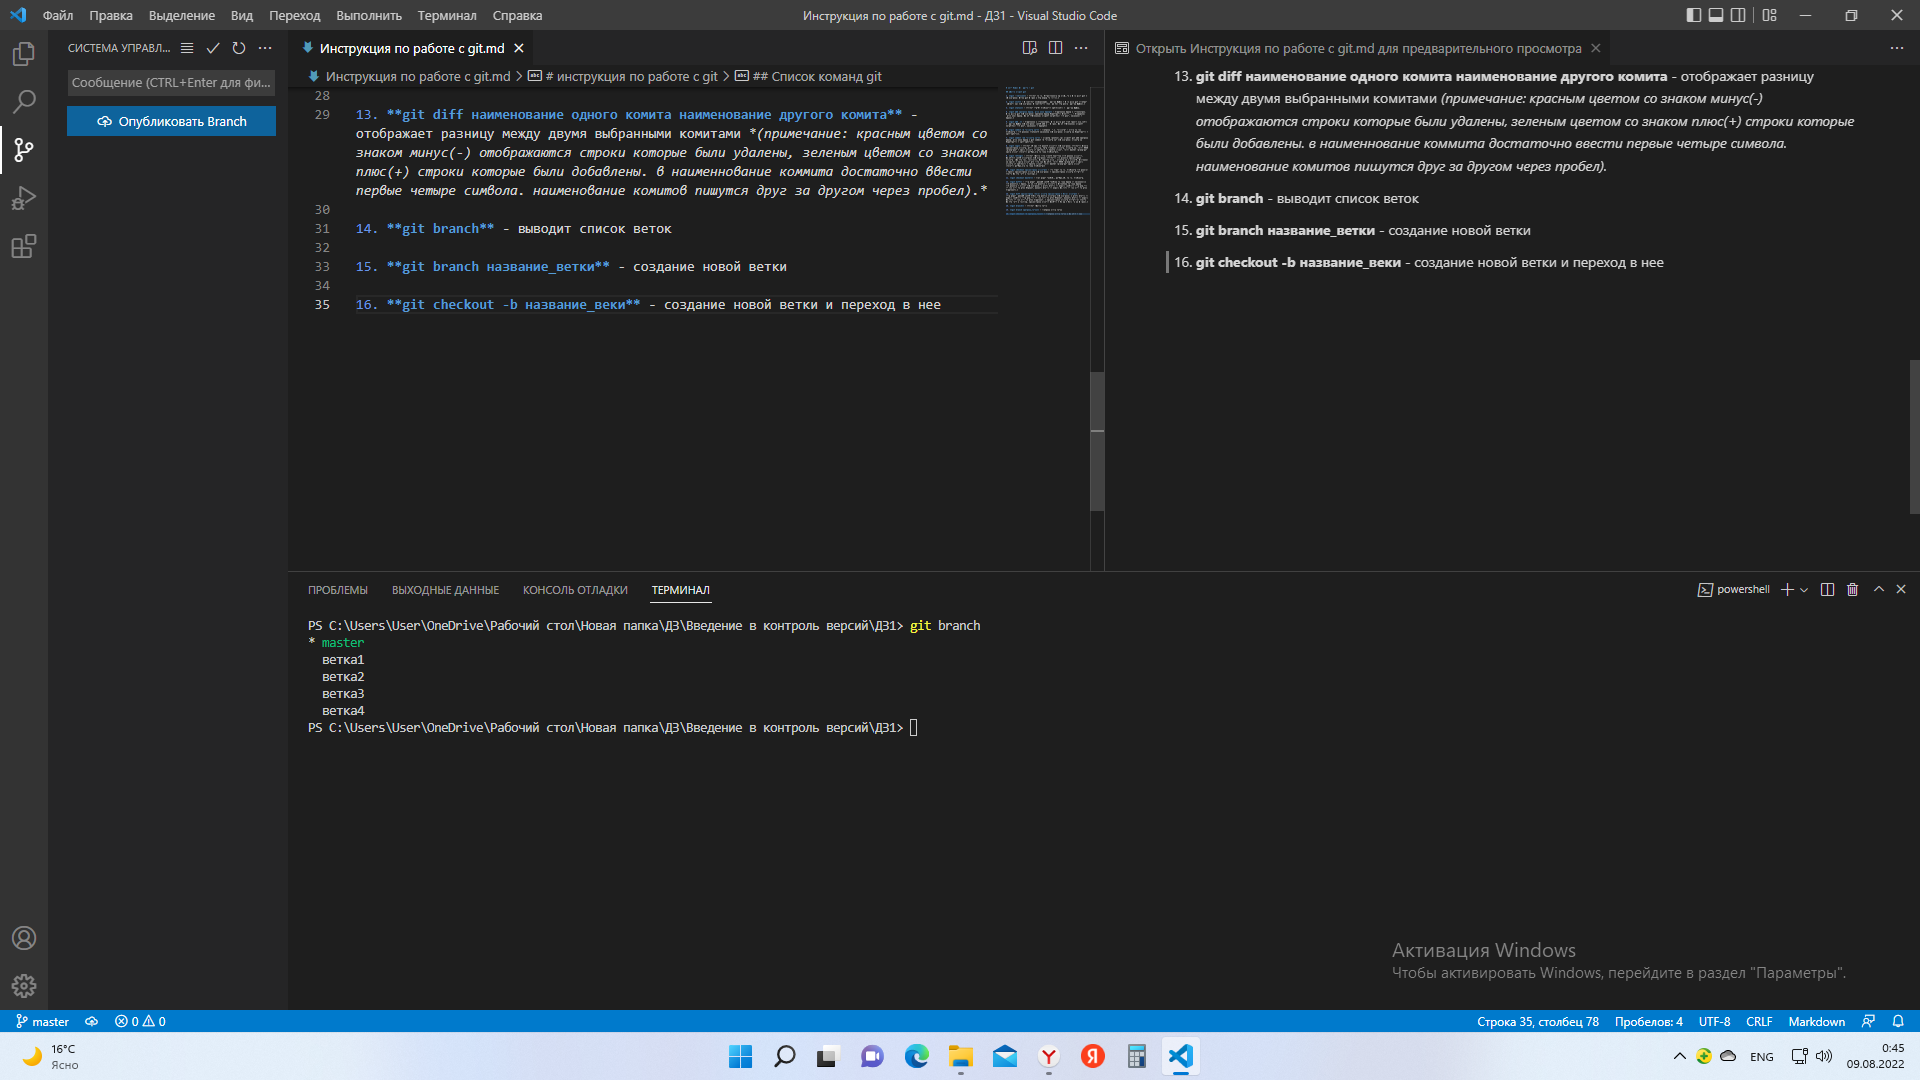 Файл Правка Выделение Вид Переход Выполнить Терминал Справка
Инструкция по работе с git.md - ДЗ1 - Visual Studio Code
СИСТЕМА УПРАВЛ...
Сообщение (CTRL+Enter для фи...
Опубликовать Branch
Инструкция по работе с git.md
Инструкция по работе с git.md > # инструкция по работе с git > ## Список команд git
28
29 13. **git diff наименование одного комита наименование другого комита** -
отображает разницу между двумя выбранными комитами *(примечание: красным цветом со
знаком минус(-) отображаются строки которые были удалены, зеленым цветом со знаком
плюс(+) строки которые были добавлены. в наименнование коммита достаточно ввести
первые четыре символа. наименование комитов пишутся друг за другом через пробел).*
30
31 14. **git branch** - выводит список веток
32
33 15. **git branch название_ветки** - создание новой ветки
34
35 16. **git checkout -b название_веки** - создание новой ветки и переход в нее
Открыть Инструкция по работе с git.md для предварительного просмотра
13. git diff наименование одного комита наименование другого комита - отображает разницу
между двумя выбранными комитами (примечание: красным цветом со знаком минус(-)
отображаются строки которые были удалены, зеленым цветом со знаком плюс(+) строки которые
были добавлены. в наименнование коммита достаточно ввести первые четыре символа.
наименование комитов пишутся друг за другом через пробел).
14. git branch - выводит список веток
15. git branch название_ветки - создание новой ветки
16. git checkout -b название_веки - создание новой ветки и переход в нее
ПРОБЛЕМЫ ВЫХОДНЫЕ ДАННЫЕ КОНСОЛЬ ОТЛАДКИ ТЕРМИНАЛ
powershell
PS C:\Users\User\OneDrive\Рабочий стол\Новая папка\ДЗ\Введение в контроль версий\ДЗ1> git branch
* master
ветка1
ветка2
ветка3
ветка4
PS C:\Users\User\OneDrive\Рабочий стол\Новая папка\ДЗ\Введение в контроль версий\ДЗ1>
Активация Windows
Чтобы активировать Windows, перейдите в раздел "Параметры".
master 0 0
Строка 35, столбец 78 Пробелов: 4 UTF-8 CRLF Markdown
16°C
Ясно
ENG
0:45
09.08.2022